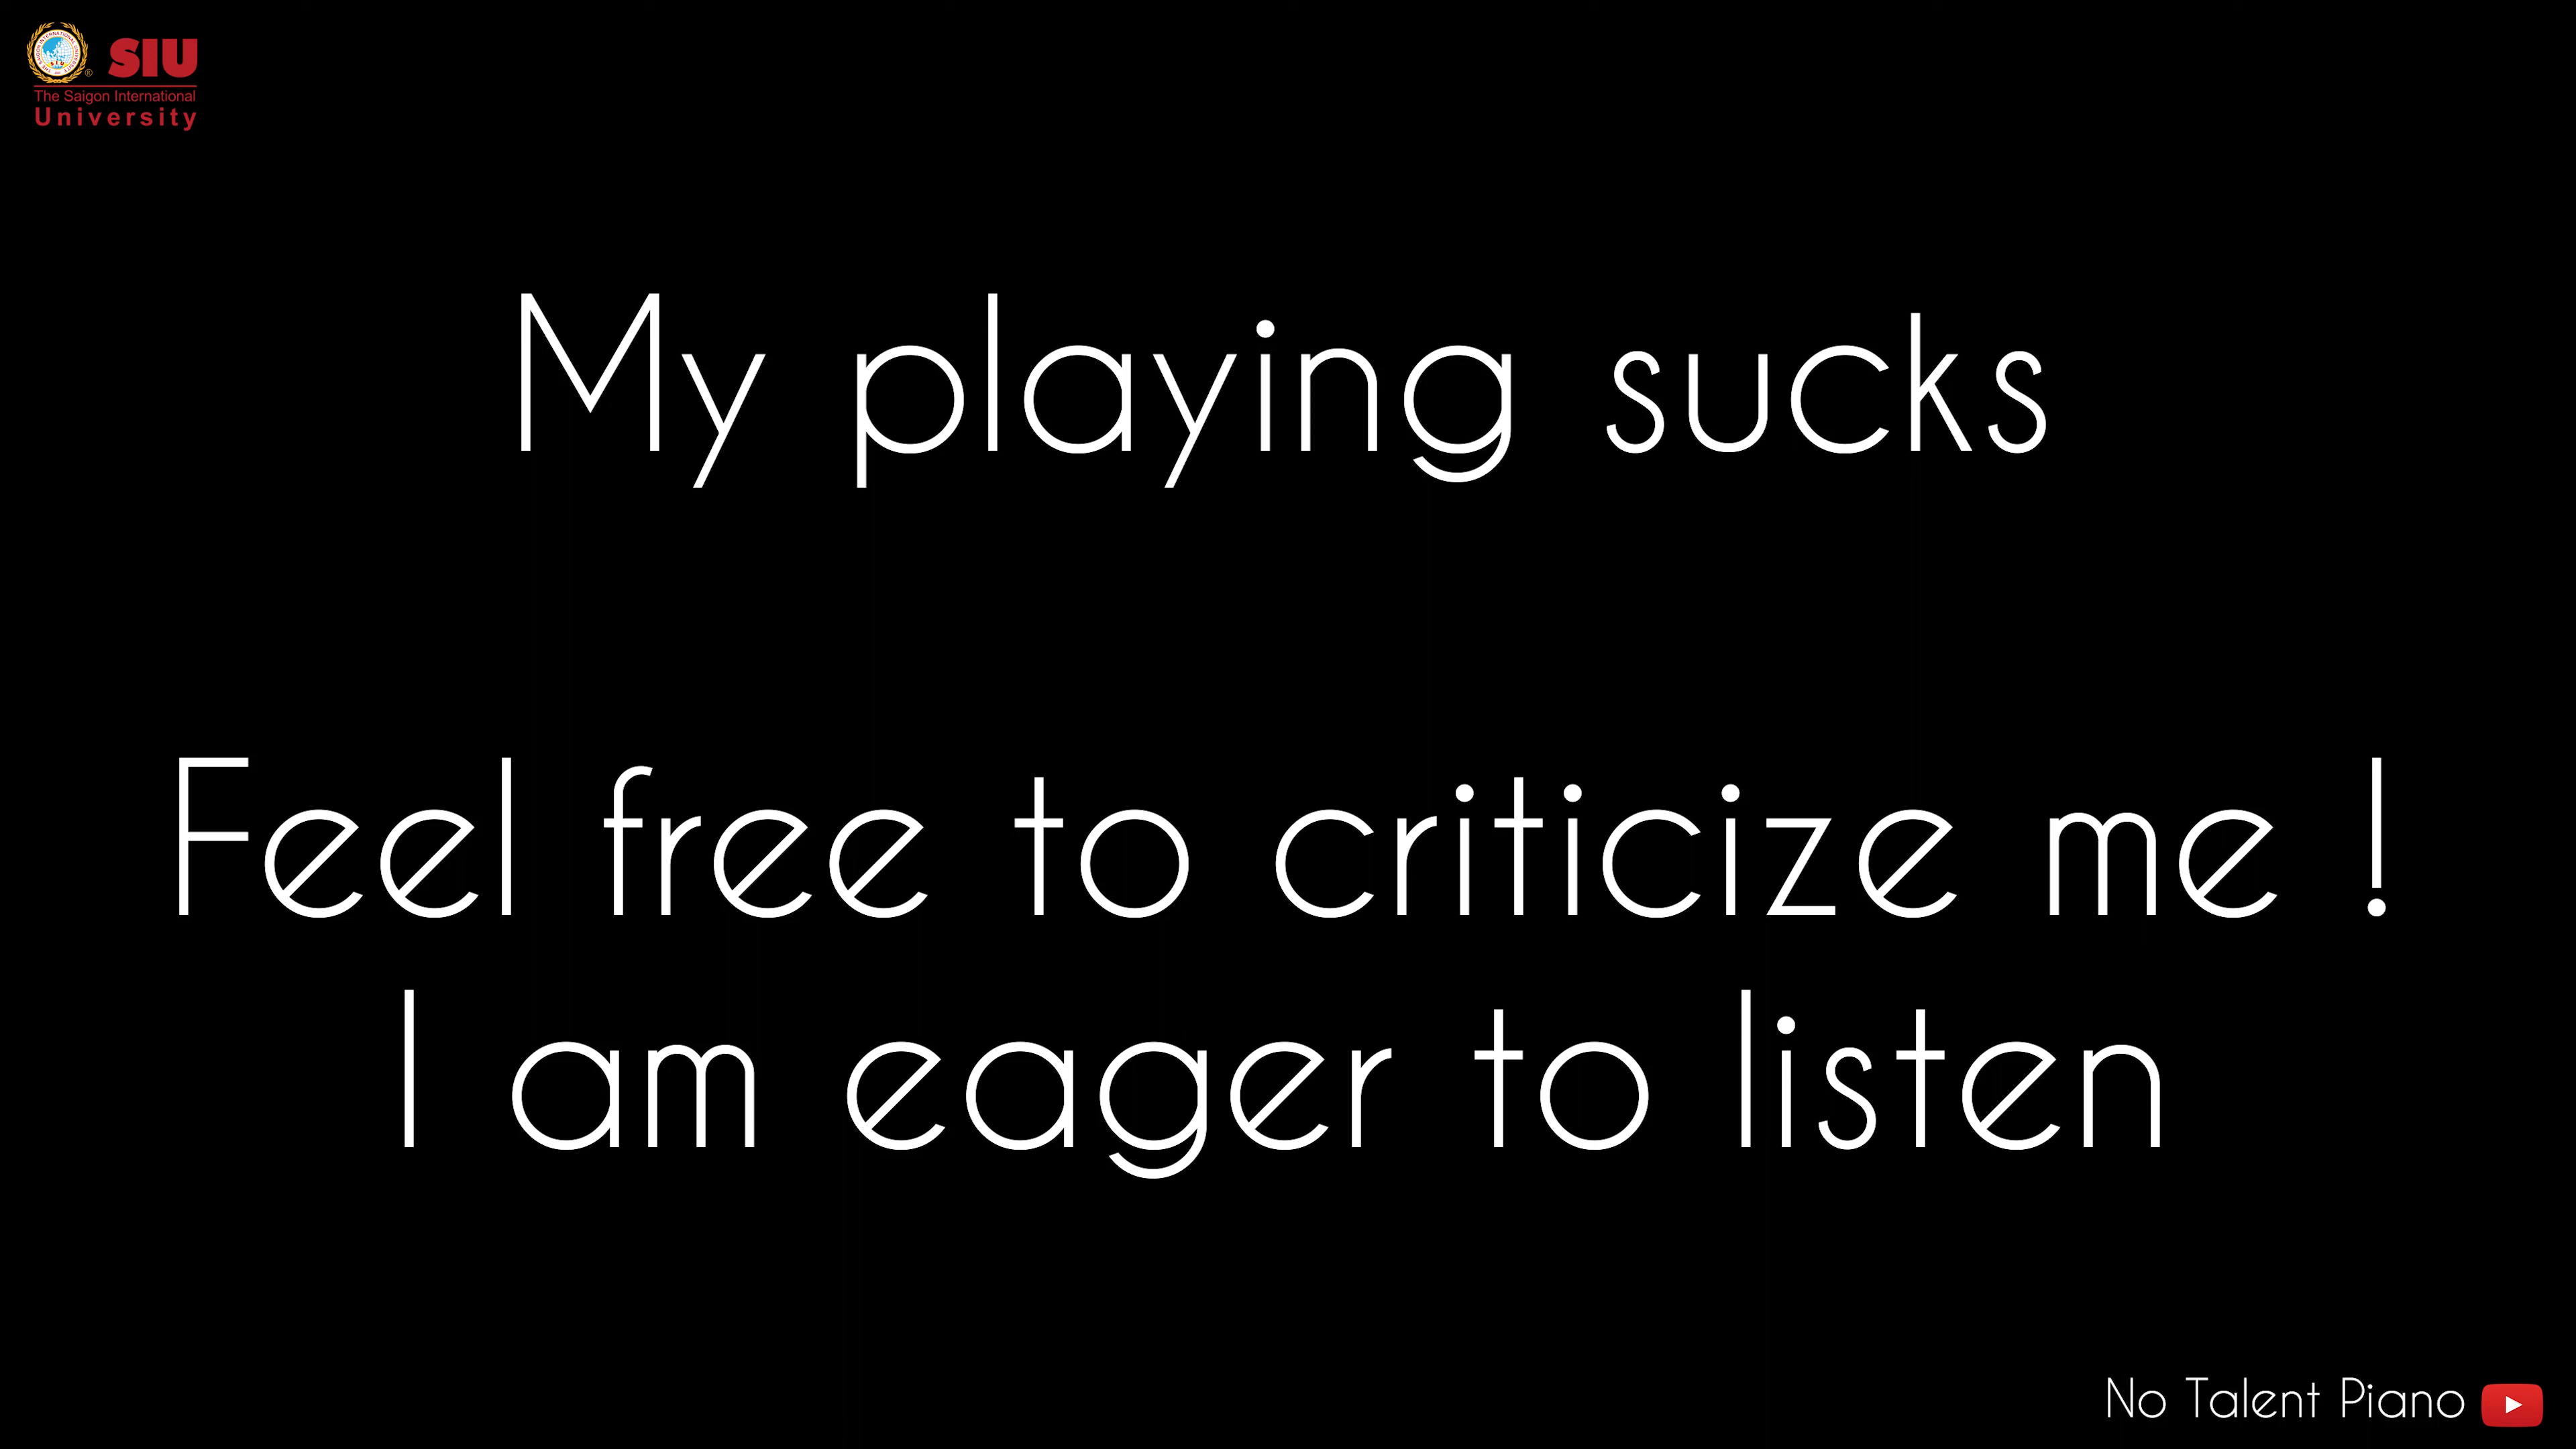 SIU
The Saigon International
University
My playing sucks
Feel free to criticize me !
I am eager to listen
No Talent Piano